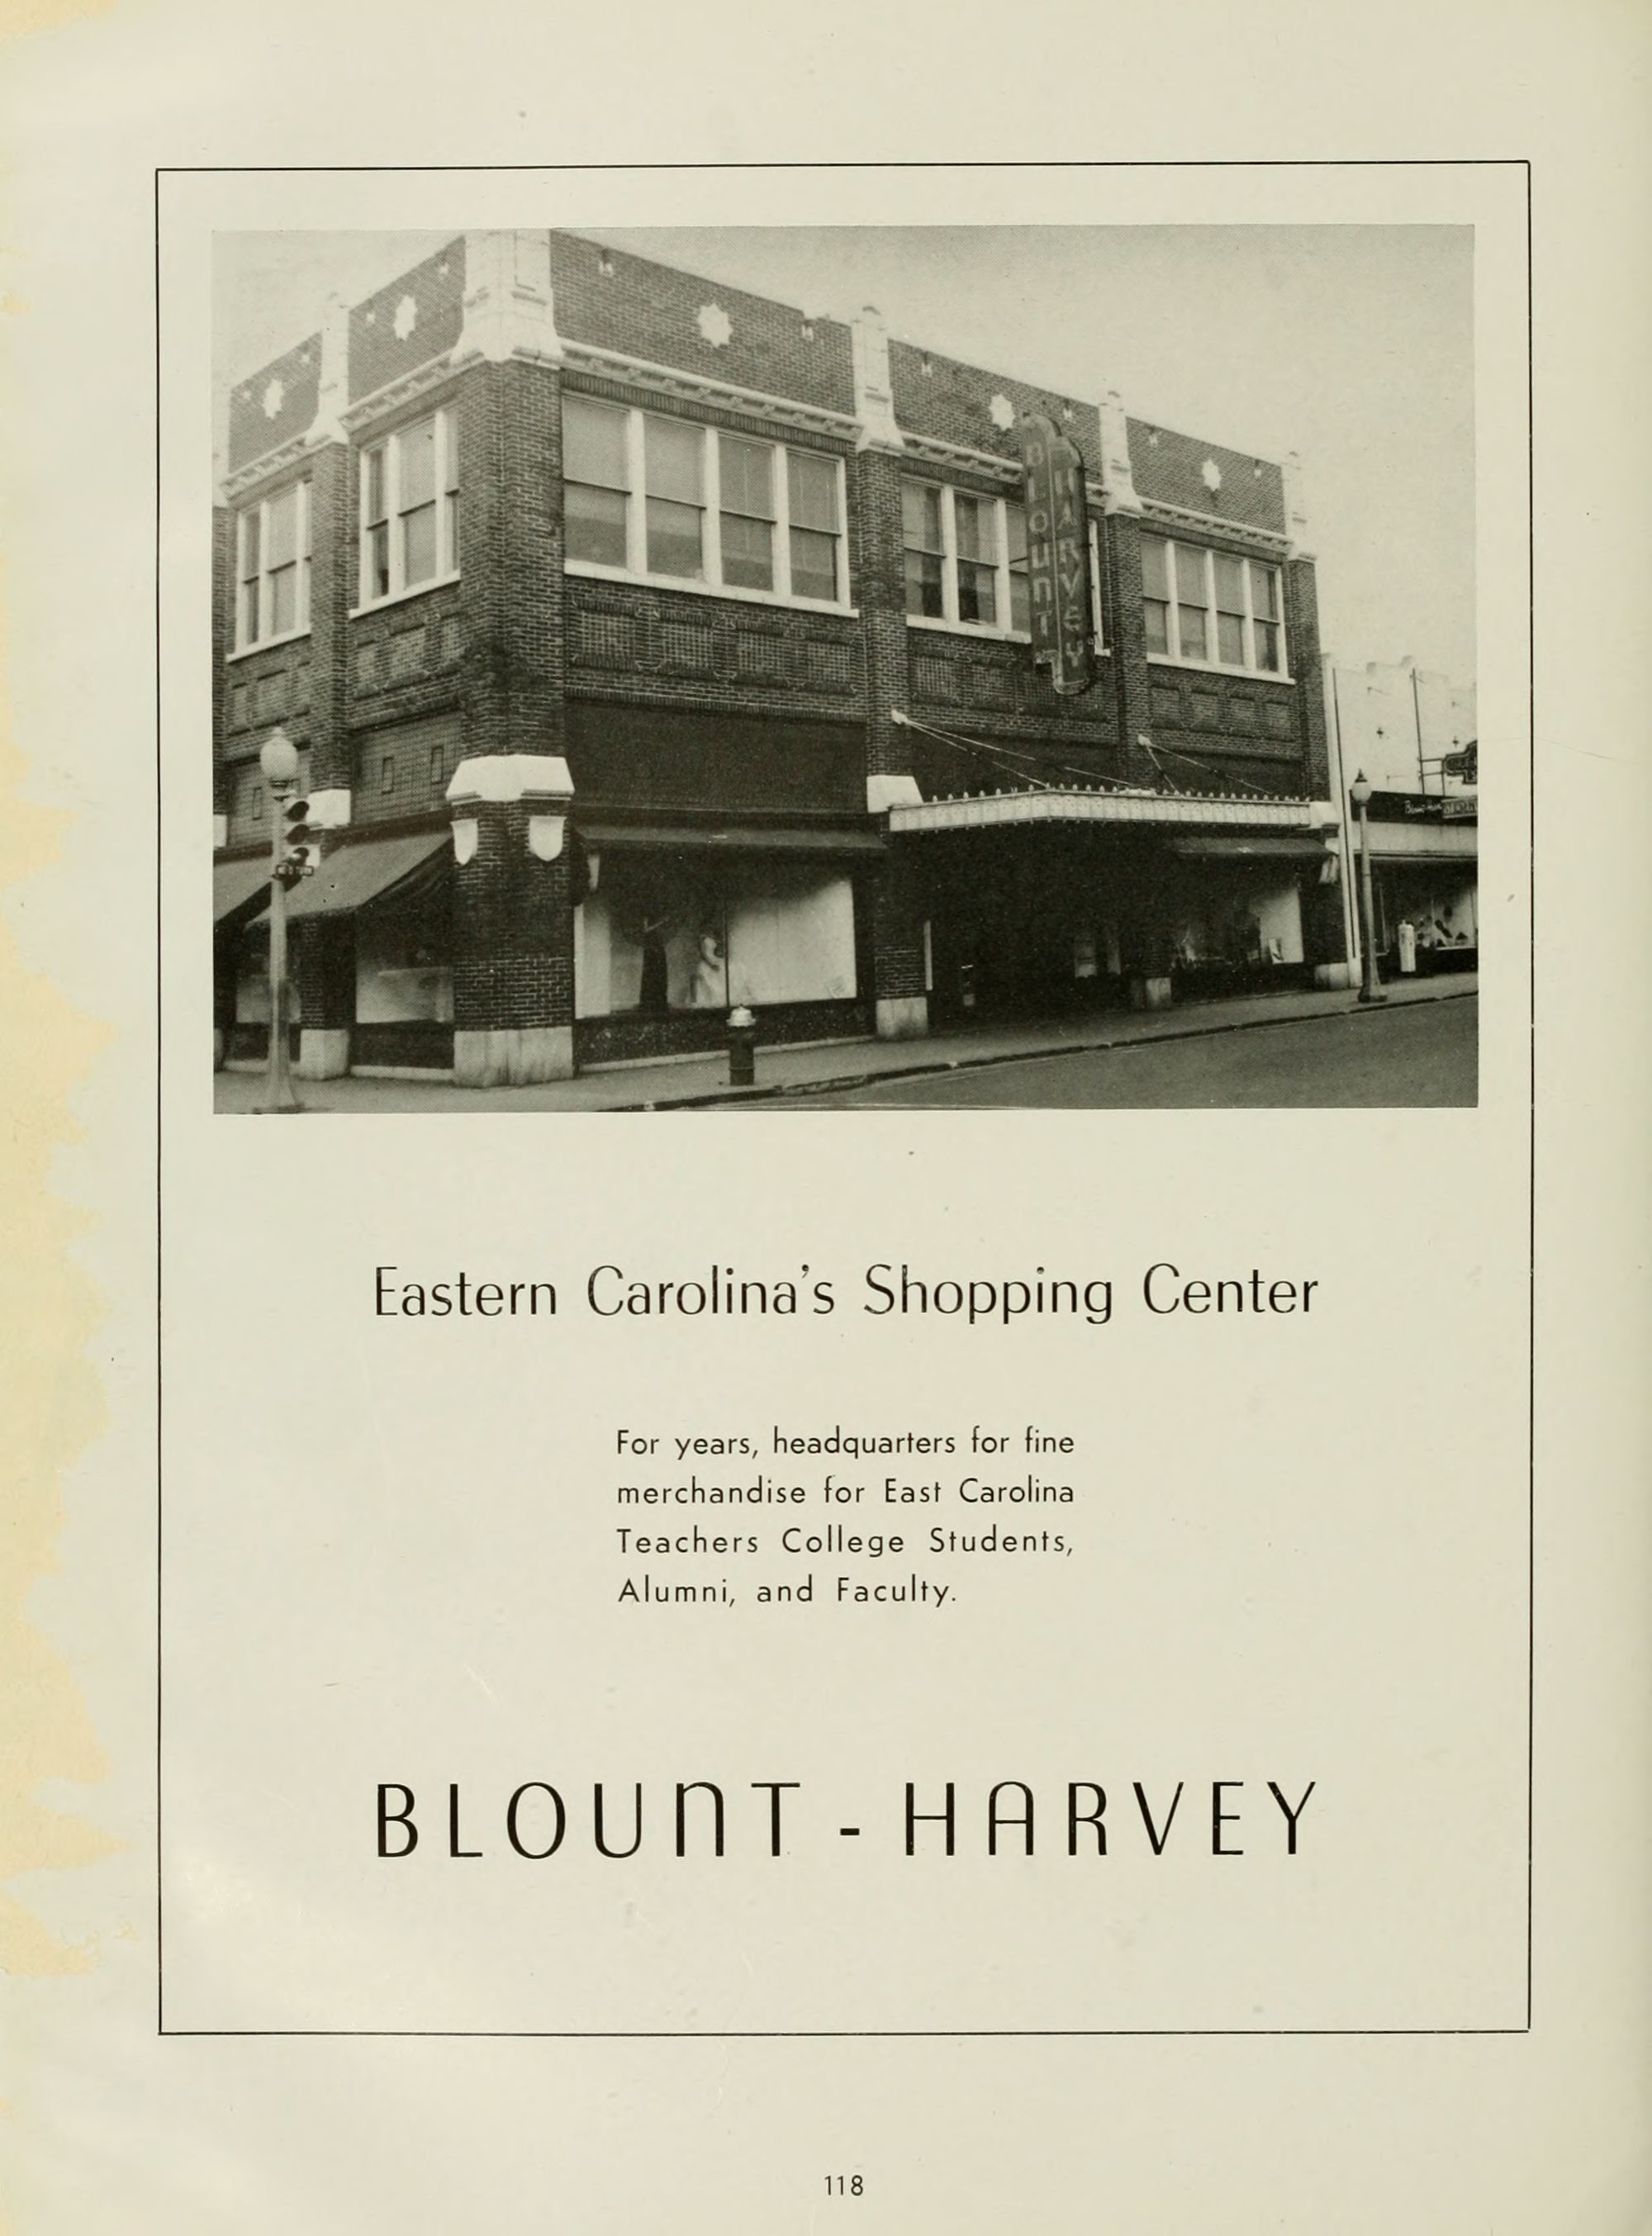 BLOUNT
HARVEY
Eastern Carolina's Shopping Center
For years, headquarters for fine
merchandise for East Carolina
Teachers College Students,
Alumni, and Faculty.
BLOUNT - HARVEY
118